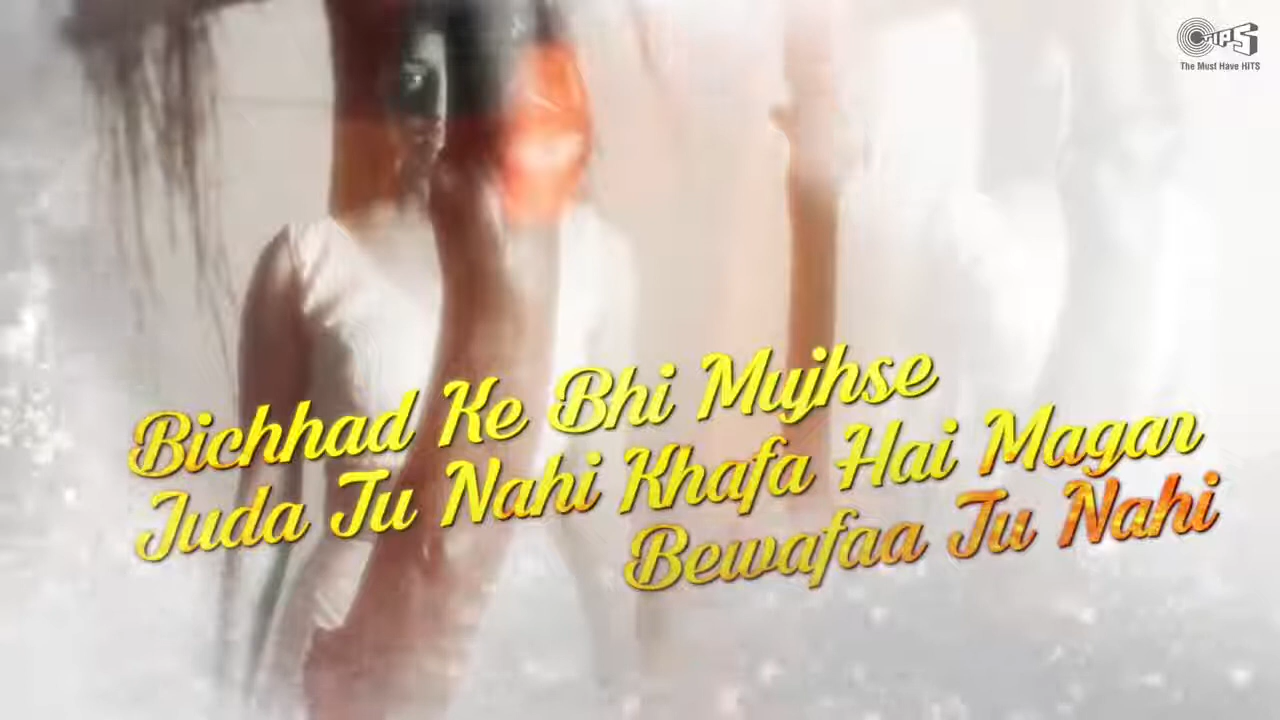 TIPS
The Must Have HITS
Bichhad Ke Bhi Mujhse
Juda Tu Nahi Khafa Hai Magar
Bewafaa Tu Nahi